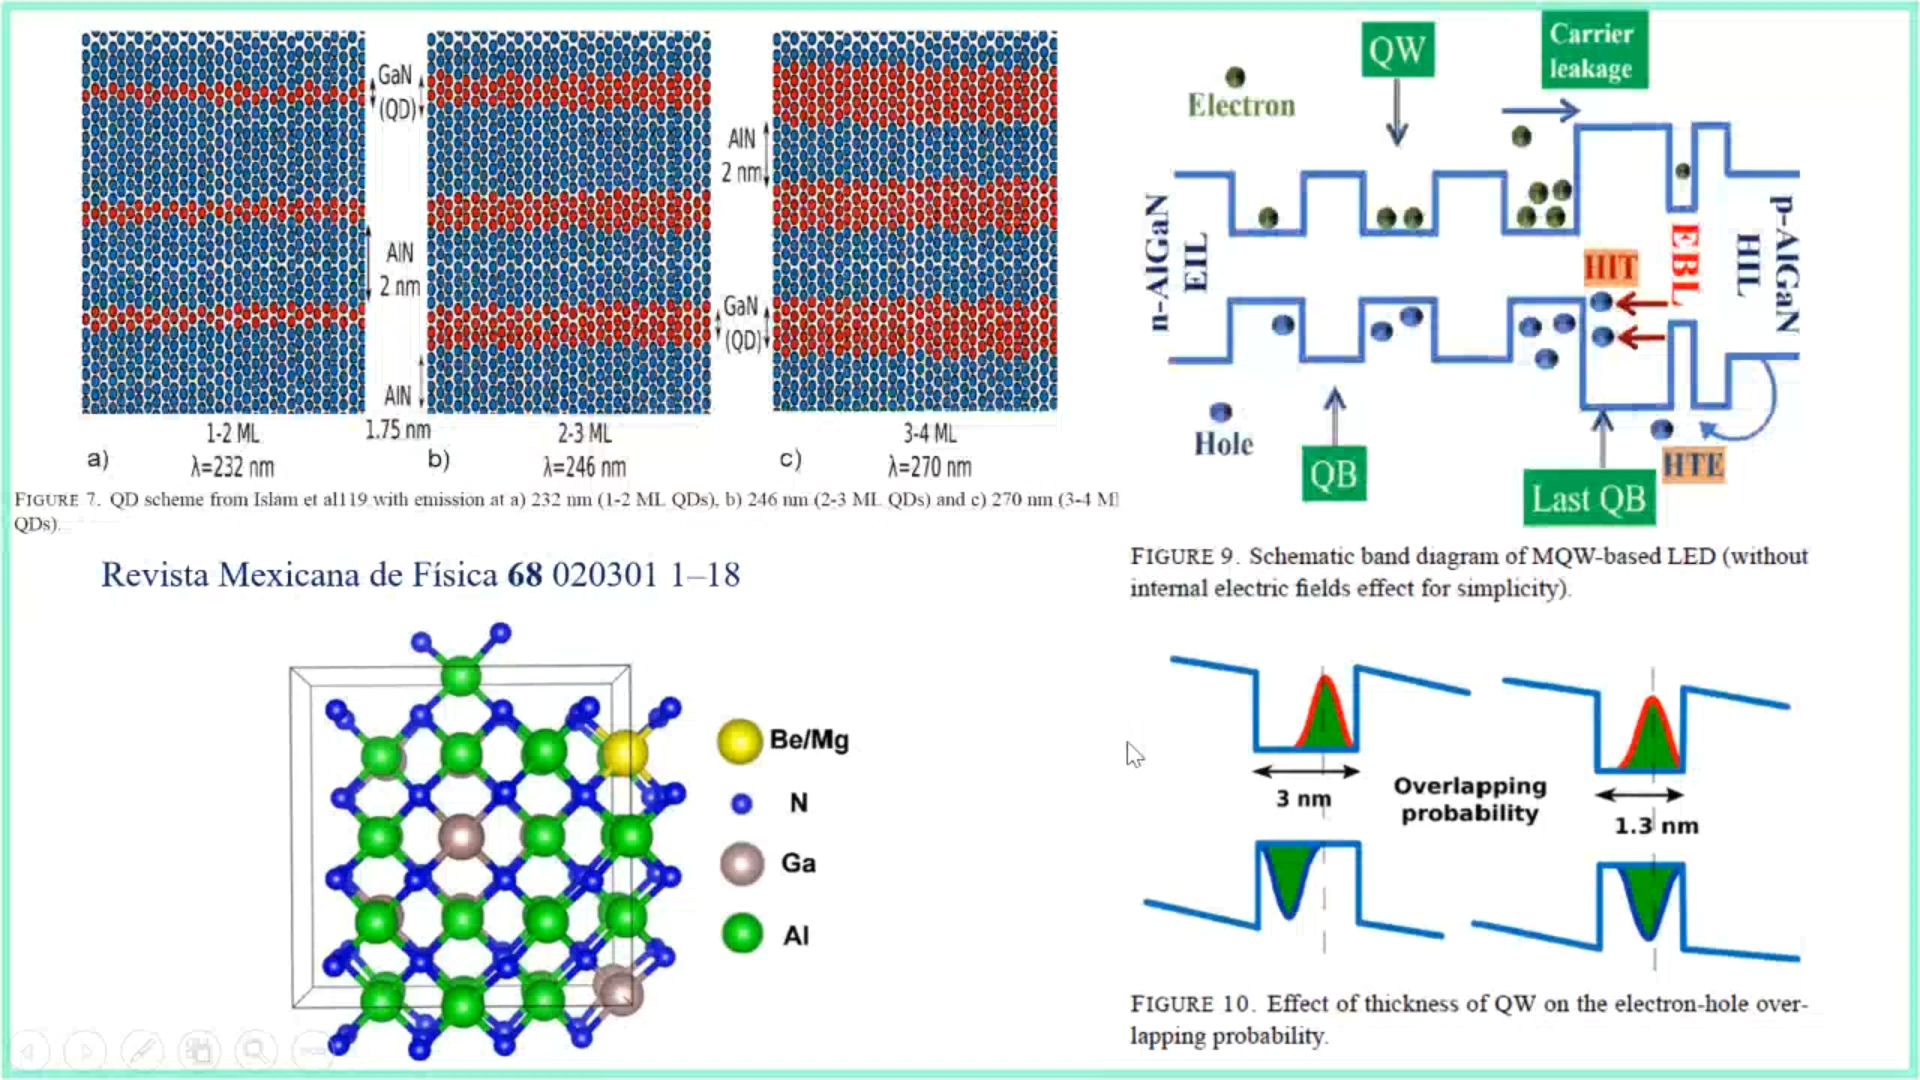 GaN
(QD)
AlN
2 nm
AlN
2 nm
GaN
(QD)
AlN
1.75 nm
1-2 ML
2-3 ML
3-4 ML
a)
λ=232 nm
b)
λ=246 nm
c)
λ=270 nm
FIGURE 7. QD scheme from Islam et al119 with emission at a) 232 nm (1-2 ML QDs), b) 246 nm (2-3 ML QDs) and c) 270 nm (3-4 M
QDs).
Revista Mexicana de Física 68 020301 1–18
Be/Mg
N
Ga
Al
QW
Carrier
leakage
Electron
n-AlGaN
EIL
HIT
EBL
HIL
p-AlGaN
Hole
QB
Last QB
HTE
FIGURE 9. Schematic band diagram of MQW-based LED (without
internal electric fields effect for simplicity).
3 nm
Overlapping
probability
1.3 nm
FIGURE 10. Effect of thickness of QW on the electron-hole over-
lapping probability.